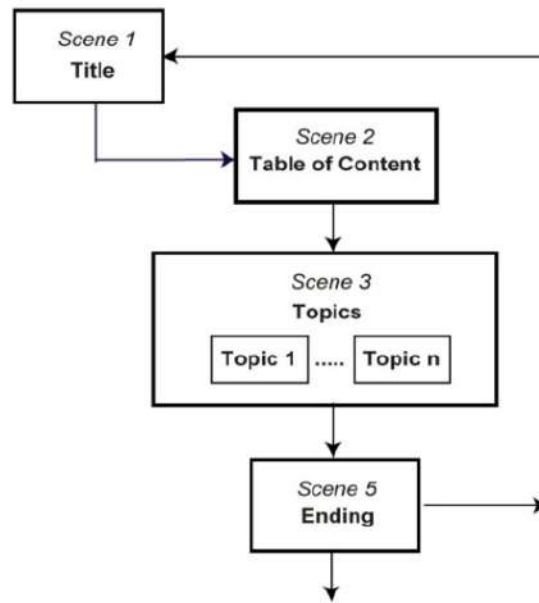 Scene 1
Title
Scene 2
Table of Content
Scene 3
Topics
Topic 1 ..... Topic n
Scene 5
Ending